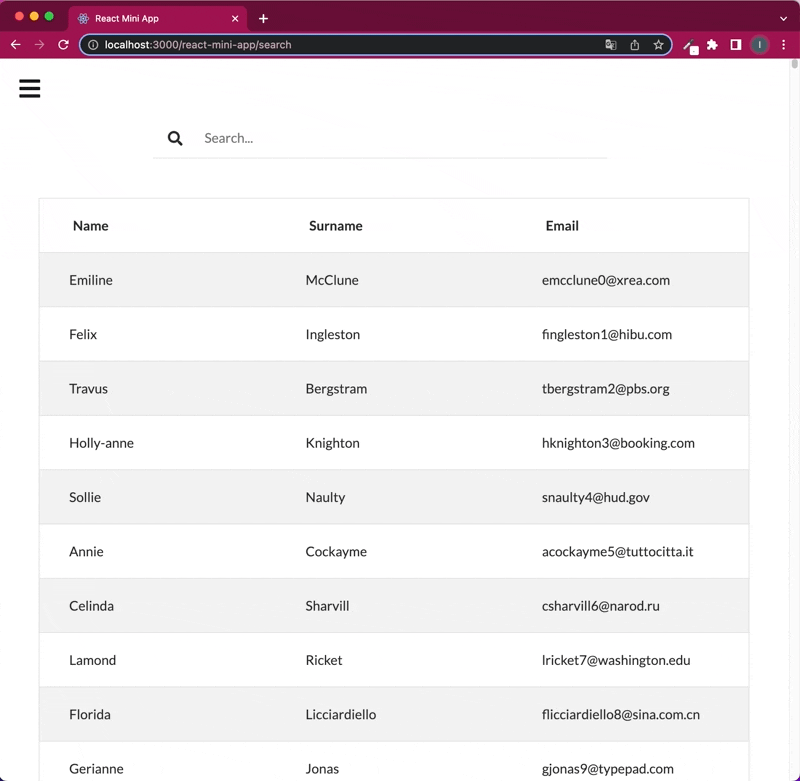 React Mini App
localhost:3000/react-mini-app/search
I
Search...
Name Surname Email
Emiline McClune emcclune0@xrea.com
Felix Ingleston fingleston1@hibu.com
Travus Bergstram tbergstram2@pbs.org
Holly-anne Knighton hknighton3@booking.com
Sollie Naulty snaulty4@hud.gov
Annie Cockayme acockayme5@tuttocitta.it
Celinda Sharvill csharvill6@narod.ru
Lamond Ricket lricket7@washington.edu
Florida Licciardiello flicciardiello8@sina.com.cn
Gerianne Jonas gjonas9@typepad.com